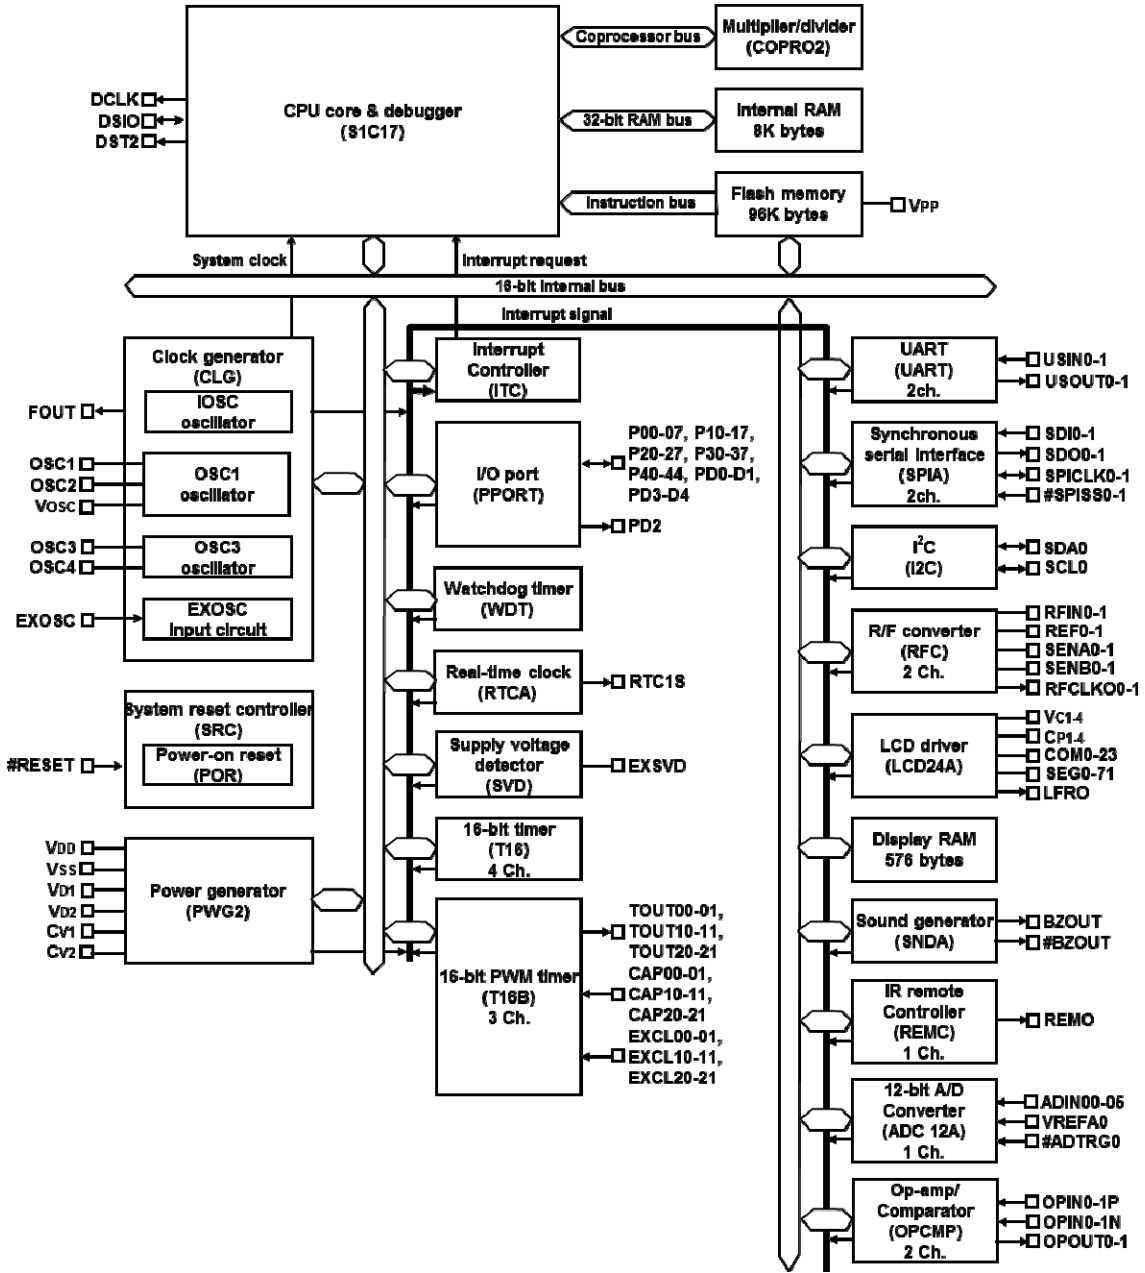 Coprocessor bus
Multiplier/divider
(COPRO2)
DCLK
DSIO
DST2
CPU core & debugger
(S1C17)
32-bit RAM bus
Internal RAM
8K bytes
Instruction bus
Flash memory
96K bytes
VPP
System clock
Interrupt request
16-bit internal bus
Interrupt signal
Clock generator
(CLG)
IOSC
oscillator
FOUT
OSC1
OSC2
VOSC
OSC1
oscillator
OSC3
OSC4
OSC3
oscillator
EXOSC
EXOSC
input circuit
System reset controller
(SRC)
#RESET
Power-on reset
(POR)
VDD
VSS
VD1
VD2
CV1
CV2
Power generator
(PWG2)
Interrupt
Controller
(ITC)
I/O port
(PPORT)
P00-07, P10-17,
P20-27, P30-37,
P40-44, PD0-D1,
PD3-D4
PD2
Watchdog timer
(WDT)
Real-time clock
(RTCA)
RTC1S
Supply voltage
detector
(SVD)
EXSVD
16-bit timer
(T16)
4 Ch.
16-bit PWM timer
(T16B)
3 Ch.
TOUT00-01,
TOUT10-11,
TOUT20-21
CAP00-01,
CAP10-11,
CAP20-21
EXCL00-01,
EXCL10-11,
EXCL20-21
UART
(UART)
2ch.
USIN0-1
USOUT0-1
Synchronous
serial interface
(SPIA)
2ch.
SDI0-1
SDO0-1
SPICLK0-1
#SPISS0-1
I2C
(I2C)
SDA0
SCL0
R/F converter
(RFC)
2 Ch.
RFIN0-1
REF0-1
SENA0-1
SENB0-1
RFCLKO0-1
LCD driver
(LCD24A)
VC1-4
CP1-4
COM0-23
SEG0-71
LFRO
Display RAM
576 bytes
Sound generator
(SNDA)
BZOUT
#BZOUT
IR remote
Controller
(REMC)
1 Ch.
REMO
12-bit A/D
Converter
(ADC 12A)
1 Ch.
ADIN00-06
VREFA0
#ADTRG0
Op-amp/
Comparator
(OPCMP)
2 Ch.
OPIN0-1P
OPIN0-1N
OPOUT0-1